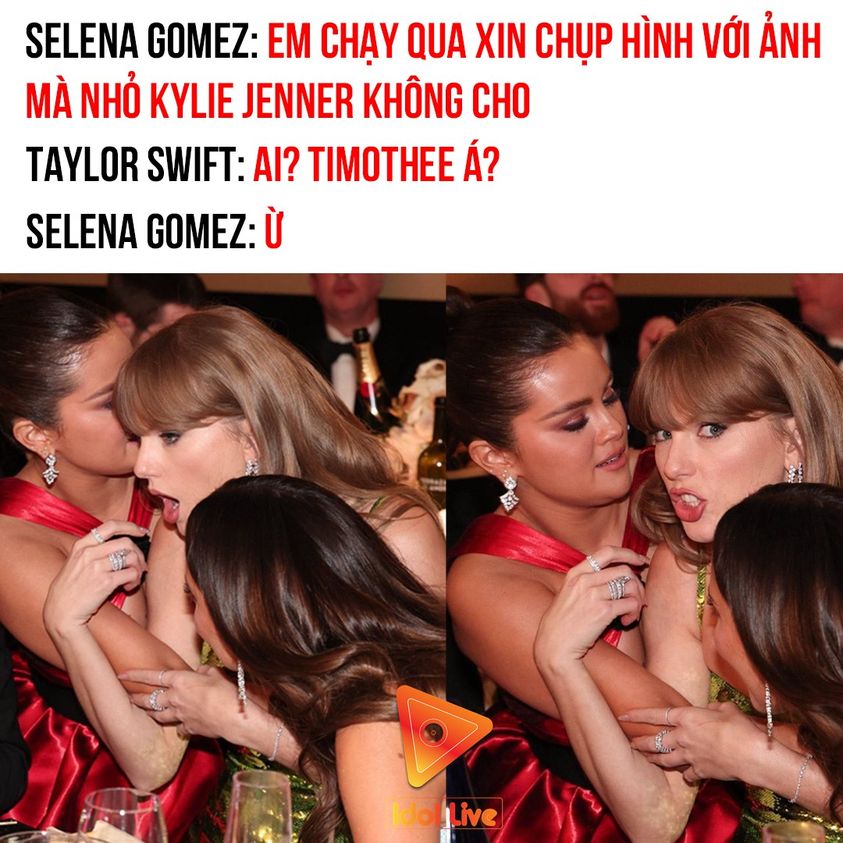 SELENA GOMEZ: EM CHẠY QUA XIN CHỤP HÌNH VỚI ẢNH
MÀ NHỎ KYLIE JENNER KHÔNG CHO
TAYLOR SWIFT: AI? TIMOTHEE Á?
SELENA GOMEZ: Ừ
Idol Live